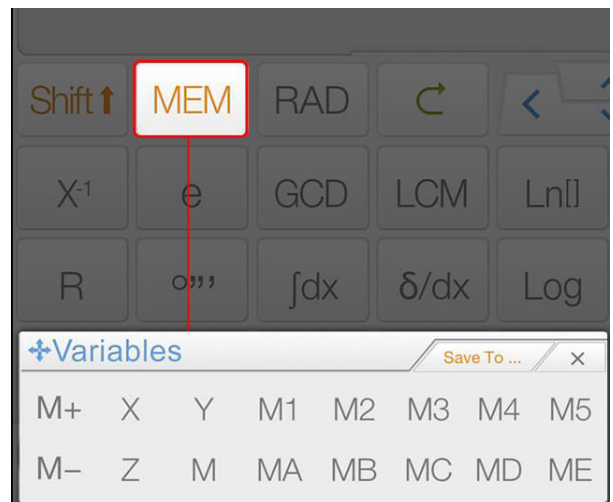 Shift↑ MEM RAD
X-1 e GCD LCM Ln[]
R °”’ ∫dx δ/dx Log
Variables Save To ... ×
M+ X Y M1 M2 M3 M4 M5
M– Z M MA MB MC MD ME